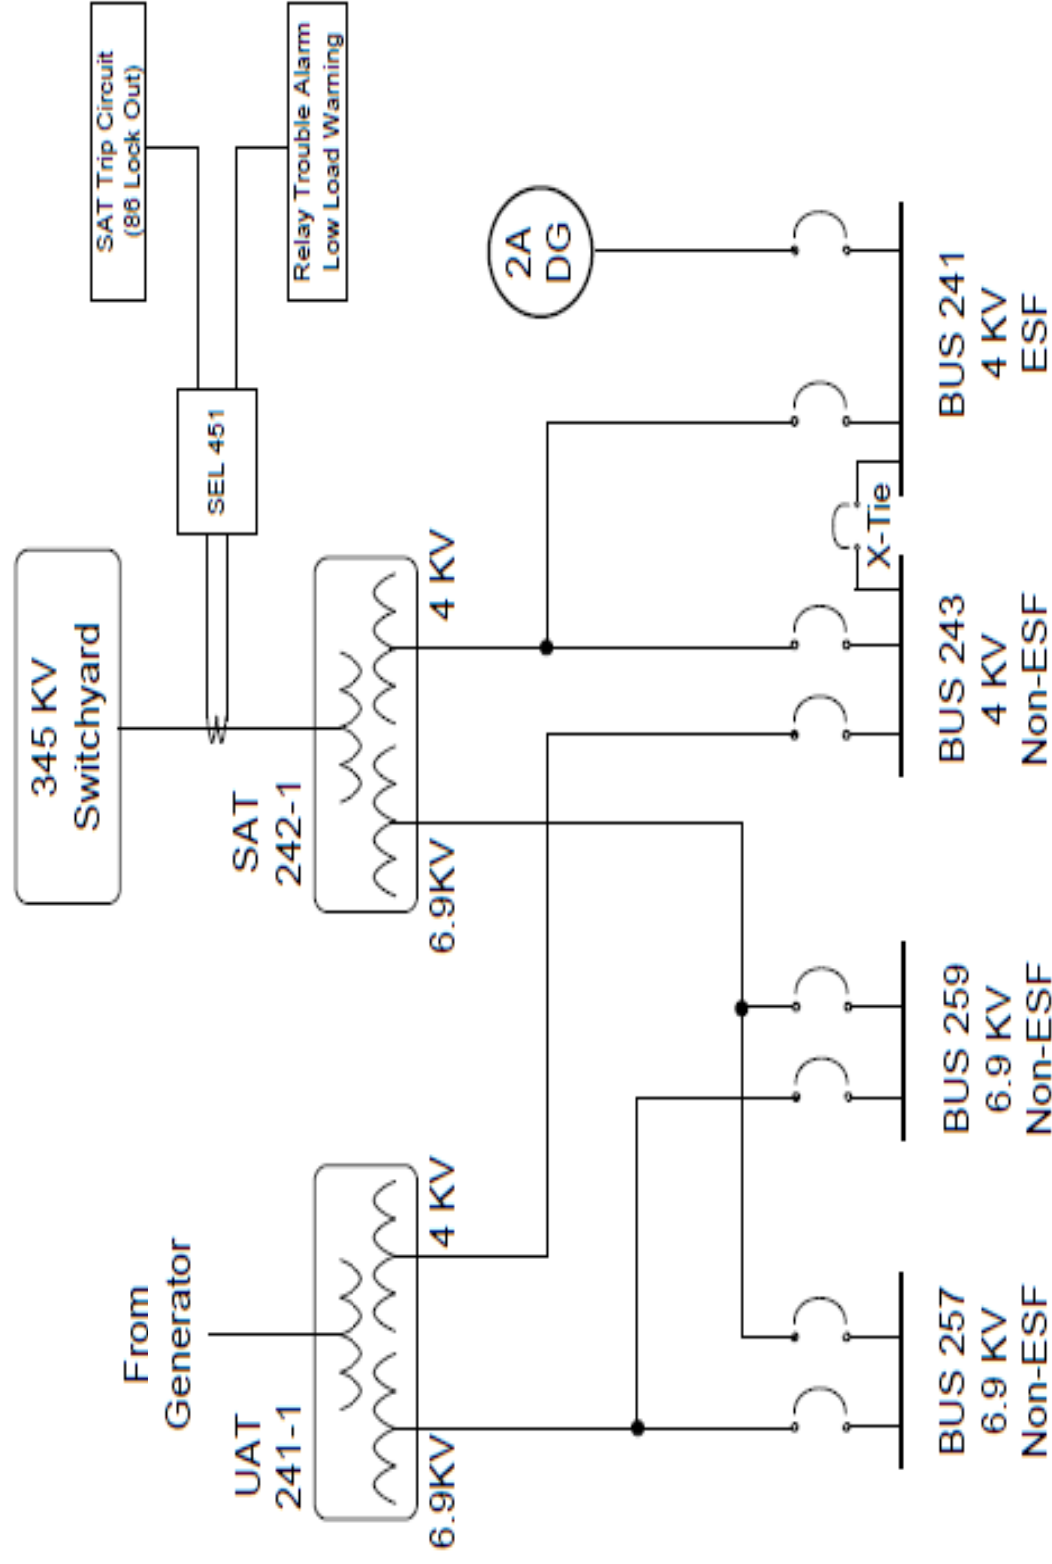 SAT Trip Circuit
(86 Lock Out)
Relay Trouble Alarm
Low Load Warning
SEL 451
345 KV
Switchyard
SAT
242-1
4 KV
6.9KV
From
Generator
UAT
241-1
4 KV
6.9KV
2A
DG
X-Tie
BUS 257
6.9 KV
Non-ESF
BUS 259
6.9 KV
Non-ESF
BUS 243
4 KV
Non-ESF
BUS 241
4 KV
ESF